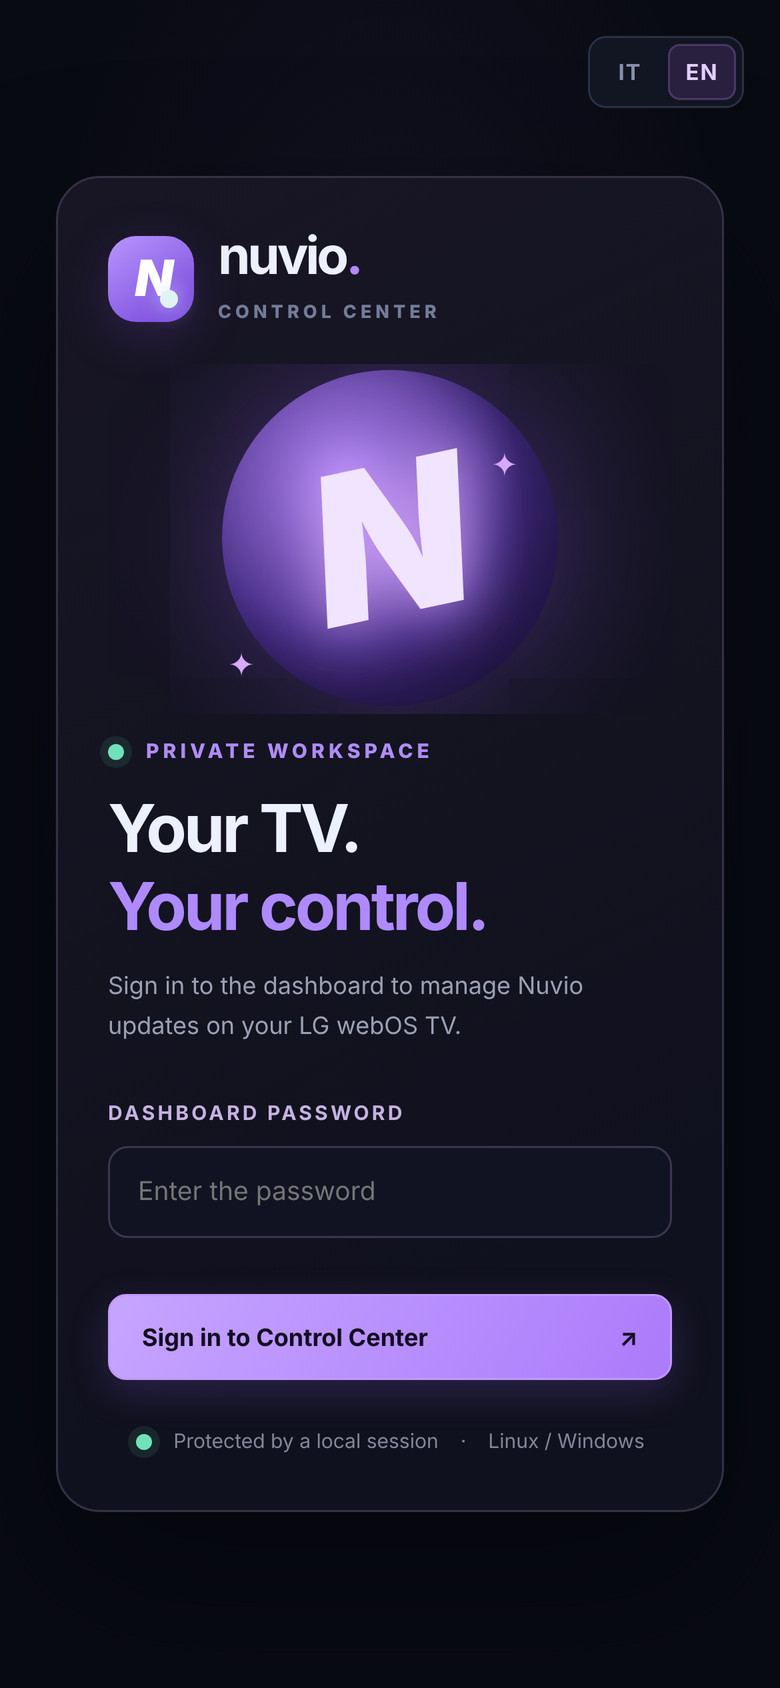 IT EN
N
nuvio.
CONTROL CENTER
N
PRIVATE WORKSPACE
Your TV.
Your control.
Sign in to the dashboard to manage Nuvio
updates on your LG webOS TV.
DASHBOARD PASSWORD
Enter the password
Sign in to Control Center
Protected by a local session · Linux / Windows